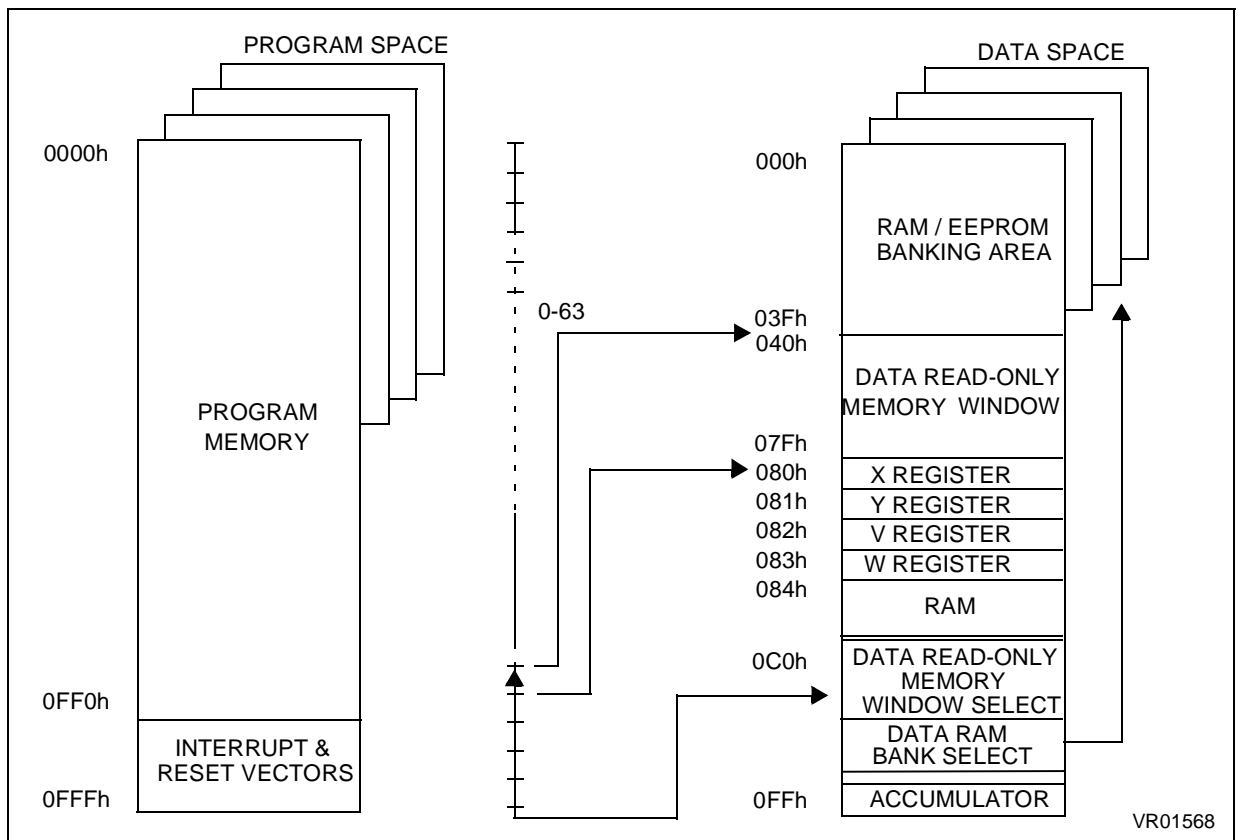 PROGRAM SPACE
0000h
PROGRAM
MEMORY
0FF0h
INTERRUPT &
RESET VECTORS
0FFFh
0-63
DATA SPACE
000h
RAM / EEPROM
BANKING AREA
03Fh
040h
DATA READ-ONLY
MEMORY WINDOW
07Fh
080h
X REGISTER
081h
Y REGISTER
082h
V REGISTER
083h
W REGISTER
084h
RAM
0C0h
DATA READ-ONLY
MEMORY
WINDOW SELECT
DATA RAM
BANK SELECT
0FFh
ACCUMULATOR
VR01568